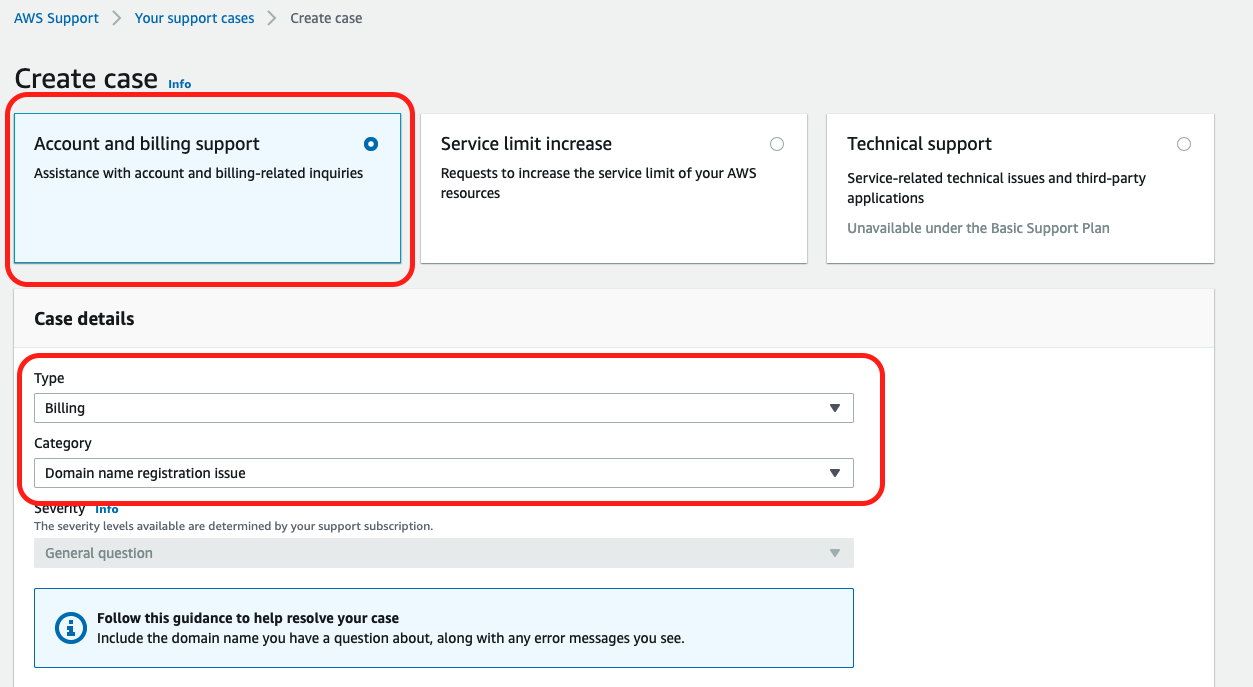 AWS Support > Your support cases > Create case
Create case Info
Account and billing support
Assistance with account and billing-related inquiries
Service limit increase
Requests to increase the service limit of your AWS
resources
Technical support
Service-related technical issues and third-party
applications
Unavailable under the Basic Support Plan
Case details
Type
Billing
Category
Domain name registration issue
Severity Info
The severity levels available are determined by your support subscription.
General question
Follow this guidance to help resolve your case
Include the domain name you have a question about, along with any error messages you see.